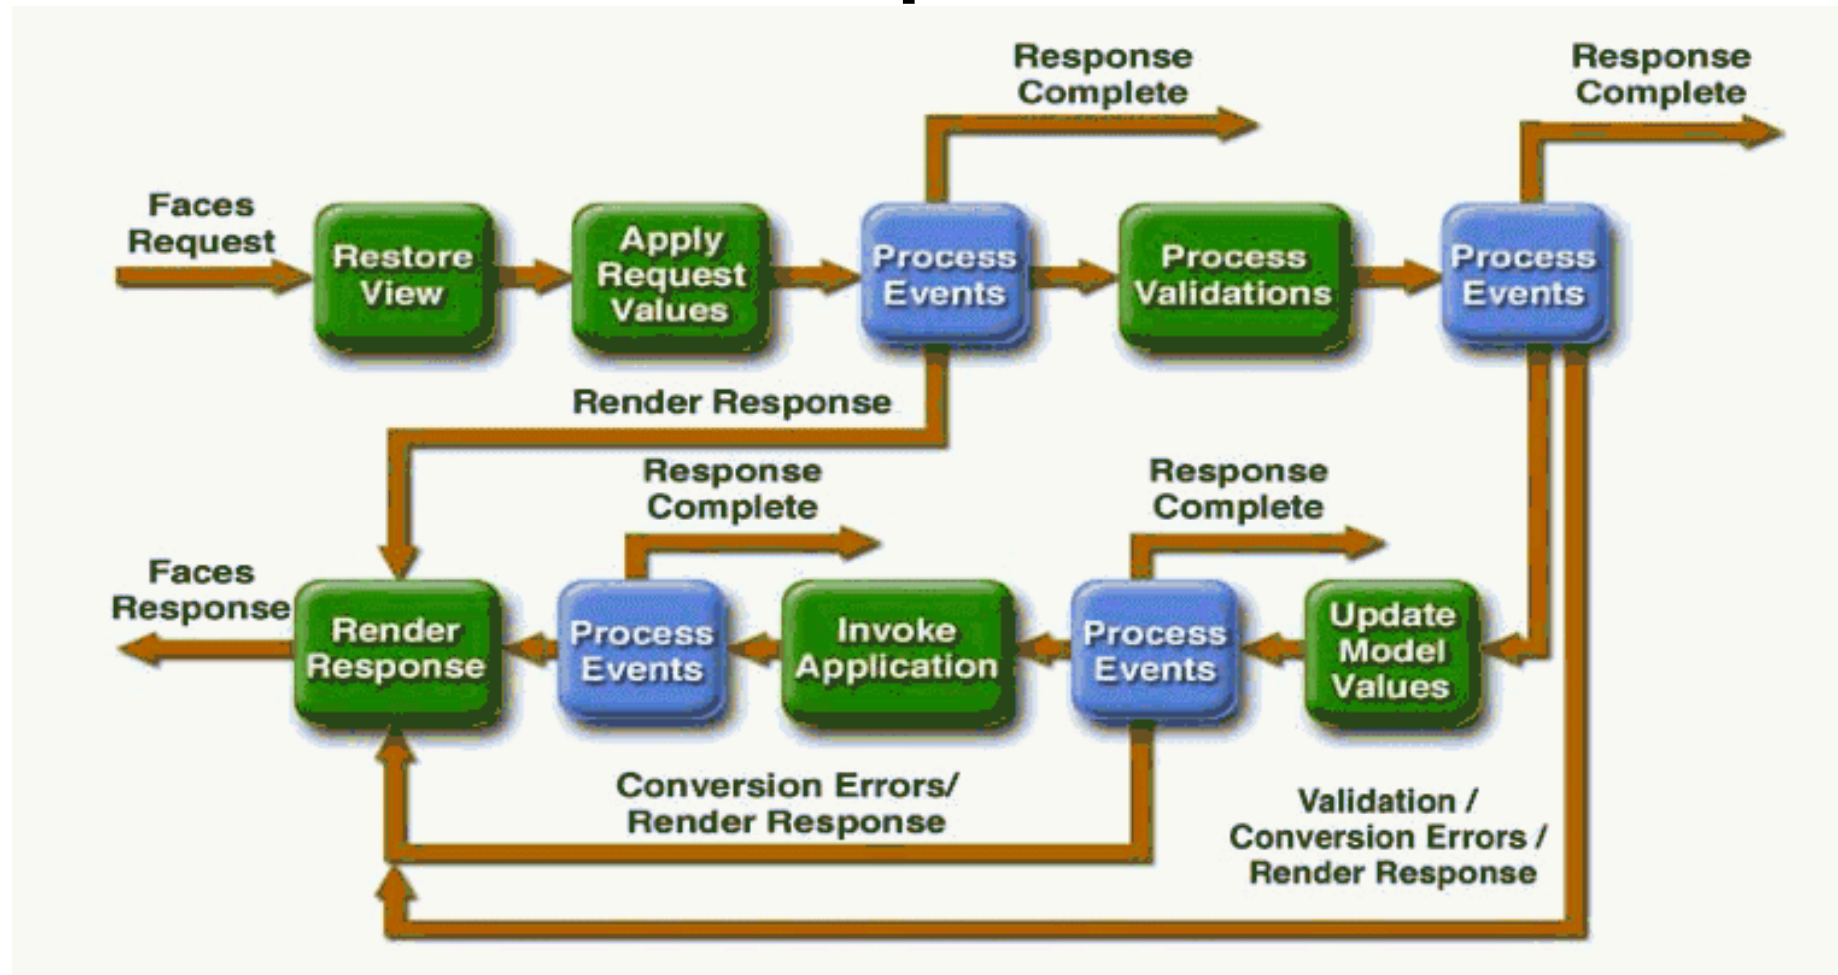 Response
Complete
Response
Complete
Faces
Request
Restore
View
Apply
Request
Values
Process
Events
Process
Validations
Process
Events
Render Response
Response
Complete
Response
Complete
Faces
Response
Render
Response
Process
Events
Invoke
Application
Process
Events
Update
Model
Values
Conversion Errors/
Render Response
Validation /
Conversion Errors /
Render Response